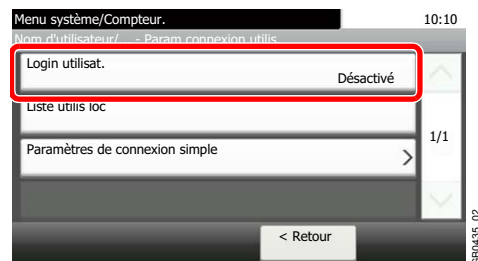 Menu système/Compteur.
10:10
Nom d'utilisateur/... - Param connexion utilis.
Login utilisat.
Désactivé
Liste utilis loc
1/1
Paramètres de connexion simple
< Retour
GB0435_02